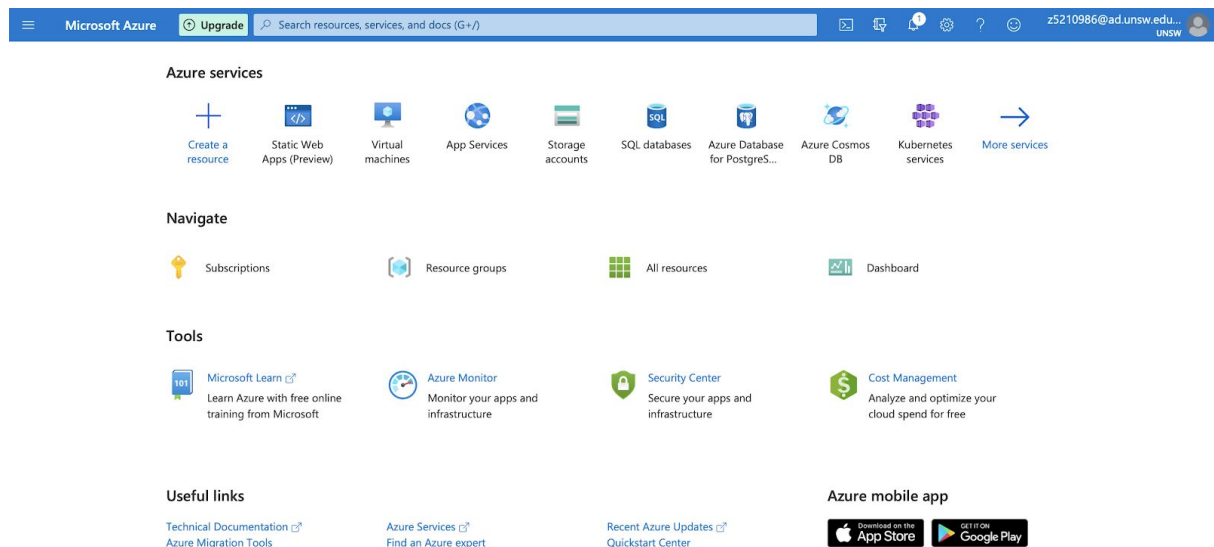 Microsoft Azure
Upgrade
Search resources, services, and docs (G+/)
1
z5210986@ad.unsw.edu...
UNSW
Azure services
Create a resource
Static Web Apps (Preview)
Virtual machines
App Services
Storage accounts
SQL
SQL databases
Azure Database for PostgreS...
Azure Cosmos DB
Kubernetes services
More services
Navigate
Subscriptions
Resource groups
All resources
Dashboard
Tools
101
Microsoft Learn
Learn Azure with free online
training from Microsoft
Azure Monitor
Monitor your apps and
infrastructure
Security Center
Secure your apps and
infrastructure
Cost Management
Analyze and optimize your
cloud spend for free
Useful links
Technical Documentation
Azure Migration Tools
Azure Services
Find an Azure expert
Recent Azure Updates
Quickstart Center
Azure mobile app
Download on the
App Store
GET IT ON
Google Play